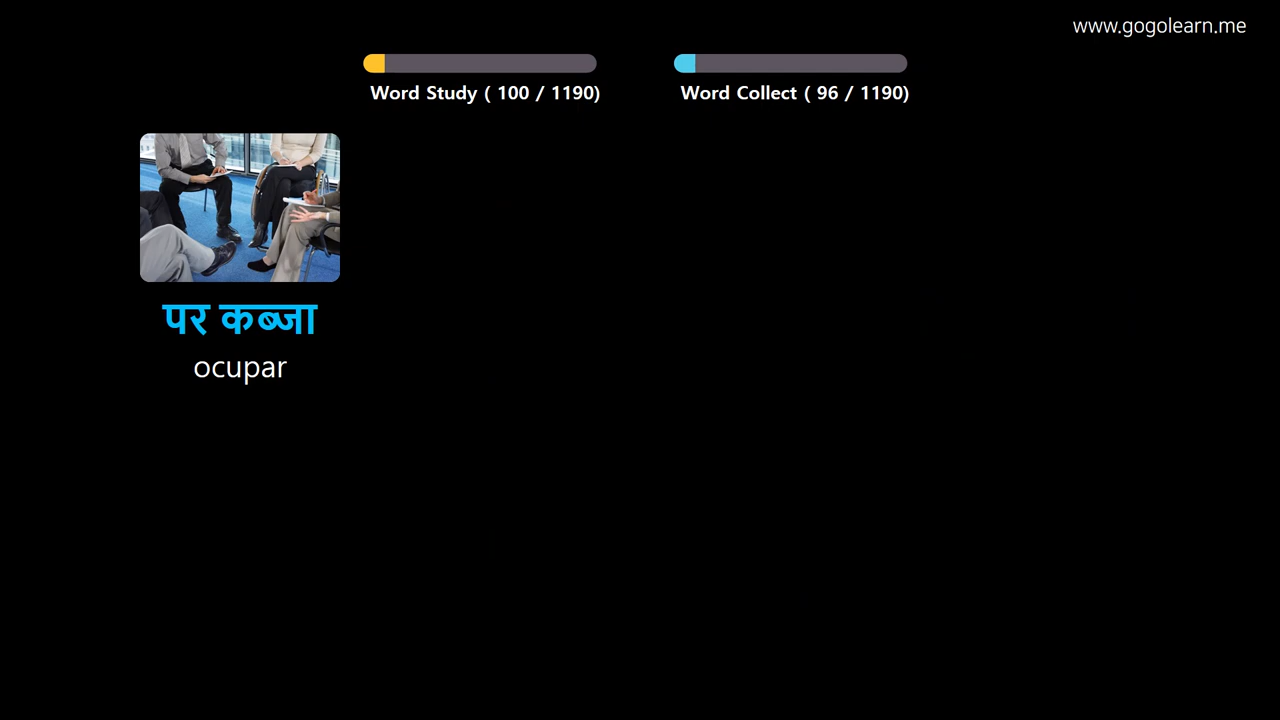 www.gogolearn.me
Word Study ( 100 / 1190)
Word Collect ( 96 / 1190)
पर कब्जा
ocupar